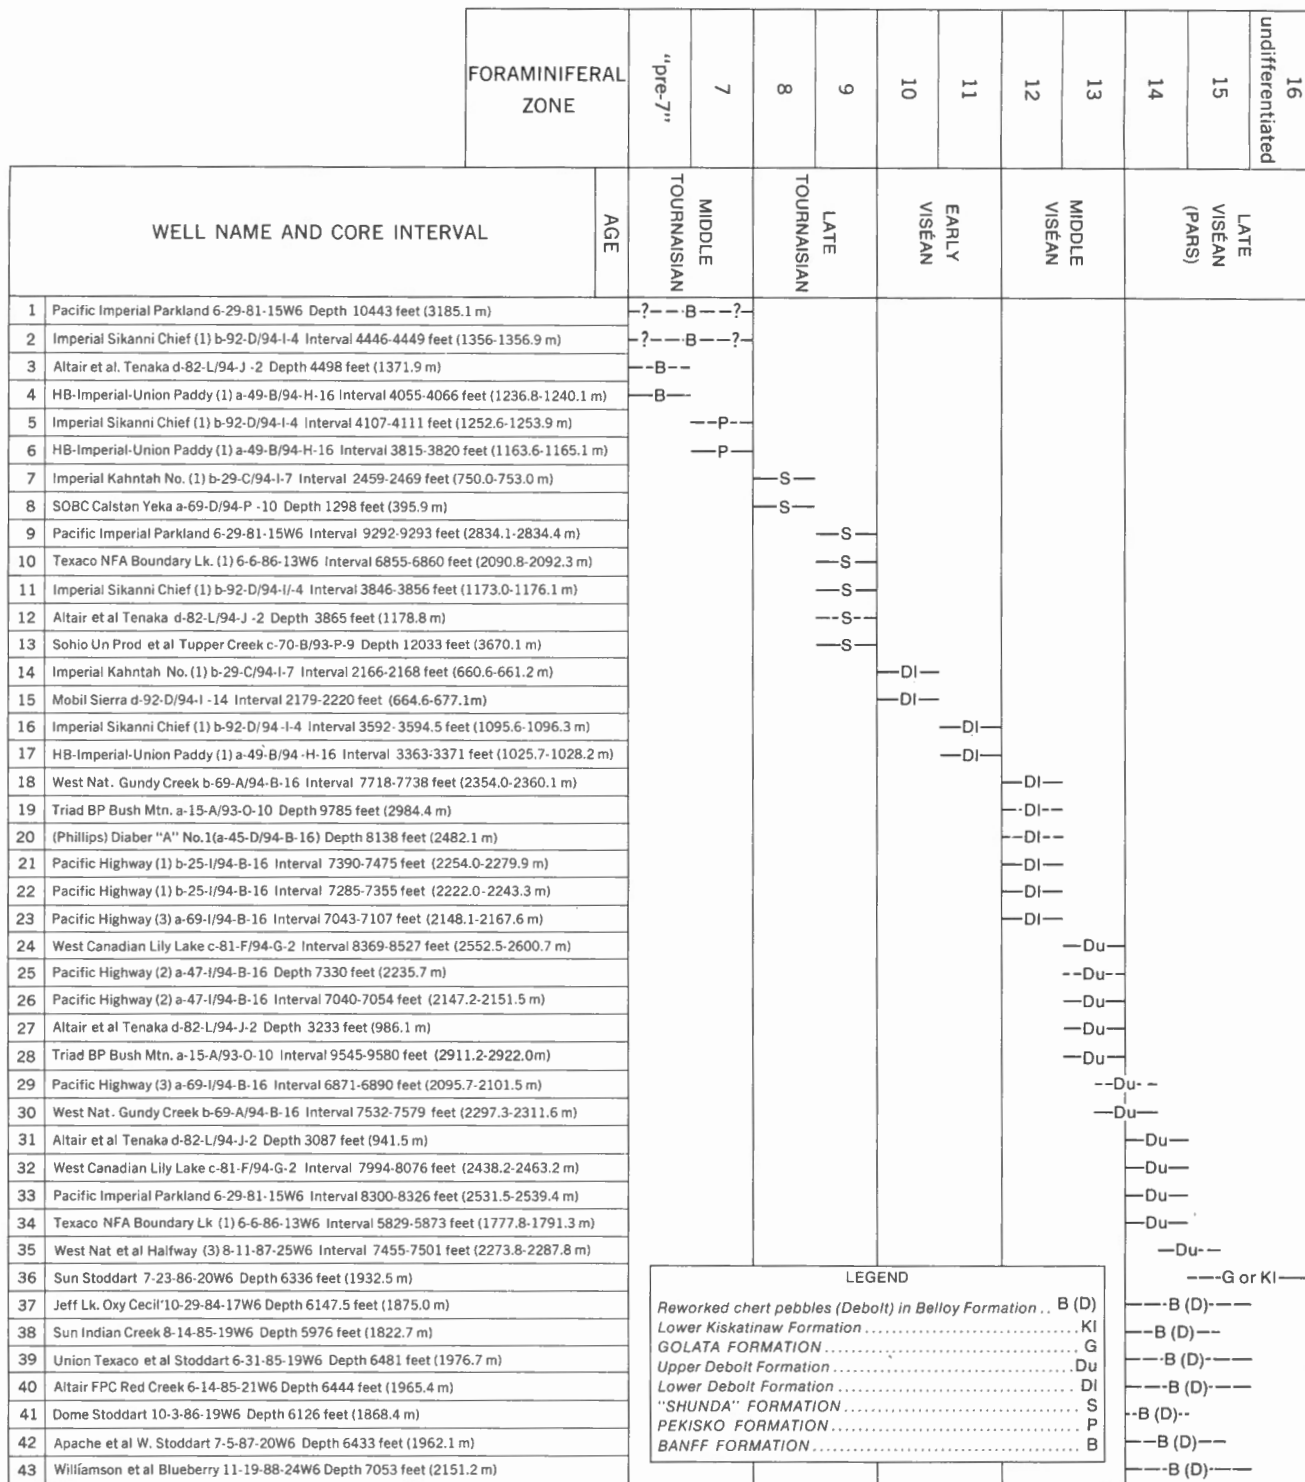 FORAMINIFERAL
ZONE
"pre-7"
7
8
9
10
11
12
13
14
15
16
undifferentiated
WELL NAME AND CORE INTERVAL
AGE
MIDDLE
TOURNAISIAN
LATE
TOURNAISIAN
EARLY
VISÉAN
MIDDLE
VISÉAN
LATE
VISÉAN
(PARS)
1 Pacific Imperial Parkland 6-29-81-15W6 Depth 10443 feet (3185.1 m) –?–––B–––?–
2 Imperial Sikanni Chief (1) b-92-D/94-I-4 Interval 4446-4449 feet (1356-1356.9 m) –?–––B–––?–
3 Altair et al. Tenaka d-82-L/94-J -2 Depth 4498 feet (1371.9 m) --B--
4 HB-Imperial-Union Paddy (1) a-49-B/94-H-16 Interval 4055-4066 feet (1236.8-1240.1 m) —B—
5 Imperial Sikanni Chief (1) b-92-D/94-I-4 Interval 4107-4111 feet (1252.6-1253.9 m) --P--
6 HB-Imperial-Union Paddy (1) a-49-B/94-H-16 Interval 3815-3820 feet (1163.6-1165.1 m) —P—
7 Imperial Kahntah No. (1) b-29-C/94-I-7 Interval 2459-2469 feet (750.0-753.0 m) —S—
8 SOBC Calstan Yeka a-69-D/94-P -10 Depth 1298 feet (395.9 m) —S—
9 Pacific Imperial Parkland 6-29-81-15W6 Interval 9292-9293 feet (2834.1-2834.4 m) —S—
10 Texaco NFA Boundary Lk. (1) 6-6-86-13W6 Interval 6855-6860 feet (2090.8-2092.3 m) —S—
11 Imperial Sikanni Chief (1) b-92-D/94-I/-4 Interval 3846-3856 feet (1173.0-1176.1 m) —S—
12 Altair et al Tenaka d-82-L/94-J -2 Depth 3865 feet (1178.8 m) --S--
13 Sohio Un Prod et al Tupper Creek c-70-B/93-P-9 Depth 12033 feet (3670.1 m) —S—
14 Imperial Kahntah No. (1) b-29-C/94-I-7 Interval 2166-2168 feet (660.6-661.2 m) —Dl—
15 Mobil Sierra d-92-D/94-I -14 Interval 2179-2220 feet (664.6-677.1m) —Dl—
16 Imperial Sikanni Chief (1) b-92-D/94-I-4 Interval 3592-3594.5 feet (1095.6-1096.3 m) —Dl—
17 HB-Imperial-Union Paddy (1) a-49-B/94-H-16 Interval 3363-3371 feet (1025.7-1028.2 m) —Dl—
18 West Nat. Gundy Creek b-69-A/94-B-16 Interval 7718-7738 feet (2354.0-2360.1 m) —Dl—
19 Triad BP Bush Mtn. a-15-A/93-O-10 Depth 9785 feet (2984.4 m) --Dl--
20 (Phillips) Diaber "A" No.1(a-45-D/94-B-16) Depth 8138 feet (2482.1 m) --Dl--
21 Pacific Highway (1) b-25-I/94-B-16 Interval 7390-7475 feet (2254.0-2279.9 m) —Dl—
22 Pacific Highway (1) b-25-I/94-B-16 Interval 7285-7355 feet (2222.0-2243.3 m) —Dl—
23 Pacific Highway (3) a-69-I/94-B-16 Interval 7043-7107 feet (2148.1-2167.6 m) —Dl—
24 West Canadian Lily Lake c-81-F/94-G-2 Interval 8369-8527 feet (2552.5-2600.7 m) —Du—
25 Pacific Highway (2) a-47-I/94-B-16 Depth 7330 feet (2235.7 m) --Du--
26 Pacific Highway (2) a-47-I/94-B-16 Interval 7040-7054 feet (2147.2-2151.5 m) —Du—
27 Altair et al Tenaka d-82-L/94-J-2 Depth 3233 feet (986.1 m) —Du—
28 Triad BP Bush Mtn. a-15-A/93-O-10 Interval 9545-9580 feet (2911.2-2922.0m) —Du—
29 Pacific Highway (3) a-69-I/94-B-16 Interval 6871-6890 feet (2095.7-2101.5 m) --Du--
30 West Nat. Gundy Creek b-69-A/94-B-16 Interval 7532-7579 feet (2297.3-2311.6 m) —Du—
31 Altair et al Tenaka d-82-L/94-J-2 Depth 3087 feet (941.5 m) —Du—
32 West Canadian Lily Lake c-81-F/94-G-2 Interval 7994-8076 feet (2438.2-2463.2 m) —Du—
33 Pacific Imperial Parkland 6-29-81-15W6 Interval 8300-8326 feet (2531.5-2539.4 m) —Du—
34 Texaco NFA Boundary Lk (1) 6-6-86-13W6 Interval 5829-5873 feet (1777.8-1791.3 m) —Du—
35 West Nat et al Halfway (3) 8-11-87-25W6 Interval 7455-7501 feet (2273.8-2287.8 m) —Du--
36 Sun Stoddart 7-23-86-20W6 Depth 6336 feet (1932.5 m) ----G or Kl—
37 Jeff Lk. Oxy Cecil 10-29-84-17W6 Depth 6147.5 feet (1875.0 m) ––-B (D)-––
38 Sun Indian Creek 8-14-85-19W6 Depth 5976 feet (1822.7 m) ––B (D)-––
39 Union Texaco et al Stoddart 6-31-85-19W6 Depth 6481 feet (1976.7 m) ––-B (D)-––
40 Altair FPC Red Creek 6-14-85-21W6 Depth 6444 feet (1965.4 m) ––-B (D)-––
41 Dome Stoddart 10-3-86-19W6 Depth 6126 feet (1868.4 m) --B (D)--
42 Apache et al W. Stoddart 7-5-87-20W6 Depth 6433 feet (1962.1 m) ––B (D)––
43 Williamson et al Blueberry 11-19-88-24W6 Depth 7053 feet (2151.2 m) ––-B (D)-––
LEGEND
Reworked chert pebbles (Debolt) in Belloy Formation .. B (D)
Lower Kiskatinaw Formation .......... Kl
GOLATA FORMATION .......... G
Upper Debolt Formation .......... Du
Lower Debolt Formation .......... Dl
"SHUNDA" FORMATION .......... S
PEKISKO FORMATION .......... P
BANFF FORMATION .......... B